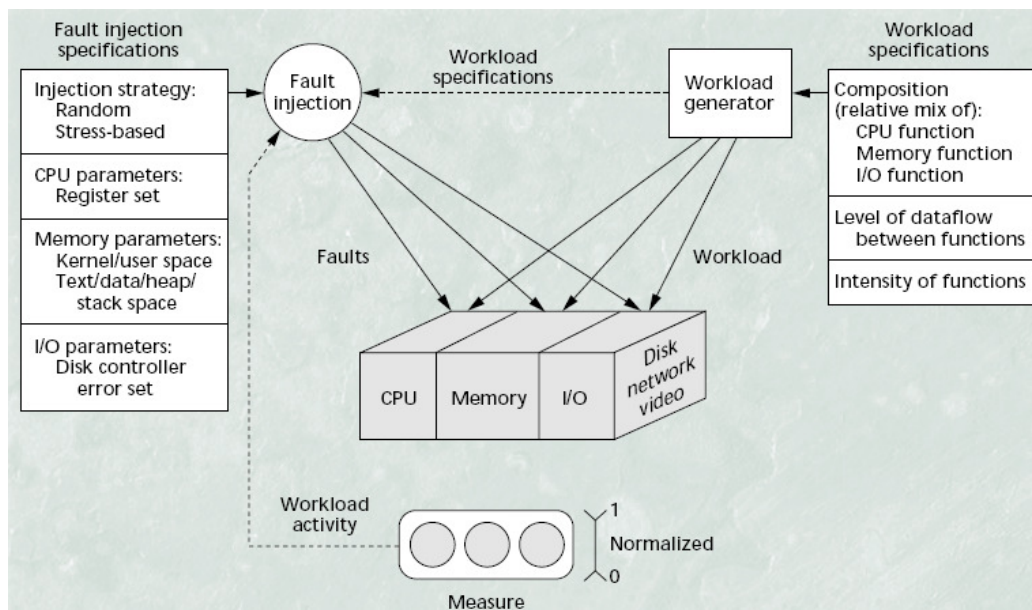 Fault injection
specifications
Injection strategy:
Random
Stress-based
CPU parameters:
Register set
Memory parameters:
Kernel/user space
Text/data/heap/
stack space
I/O parameters:
Disk controller
error set
Fault
injection
Workload
specifications
Workload
generator
Workload
specifications
Composition
(relative mix of):
CPU function
Memory function
I/O function
Level of dataflow
between functions
Intensity of functions
Faults
Workload
CPU
Memory
I/O
Disk
network
video
Workload
activity
1
Normalized
0
Measure